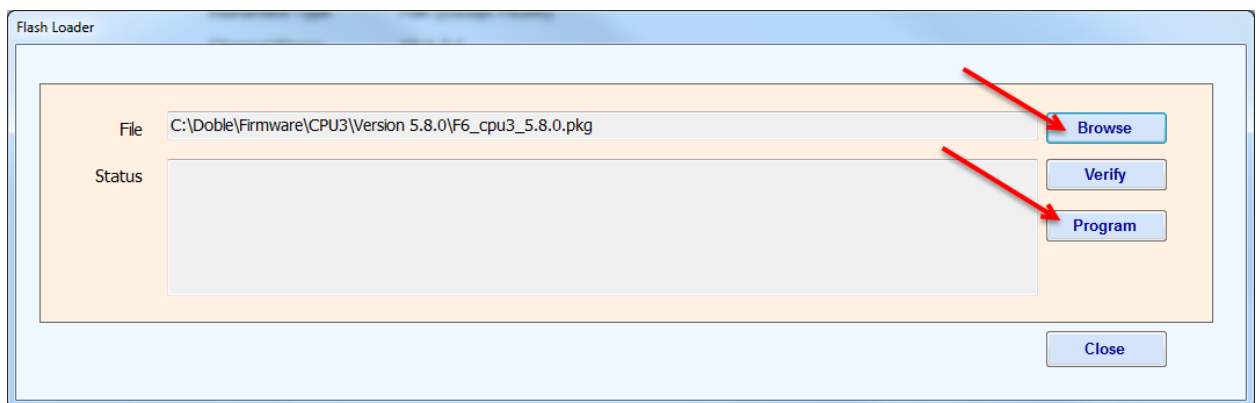 Flash Loader
File
C:\Doble\Firmware\CPU3\Version 5.8.0\F6_cpu3_5.8.0.pkg
Browse
Status
Verify
Program
Close